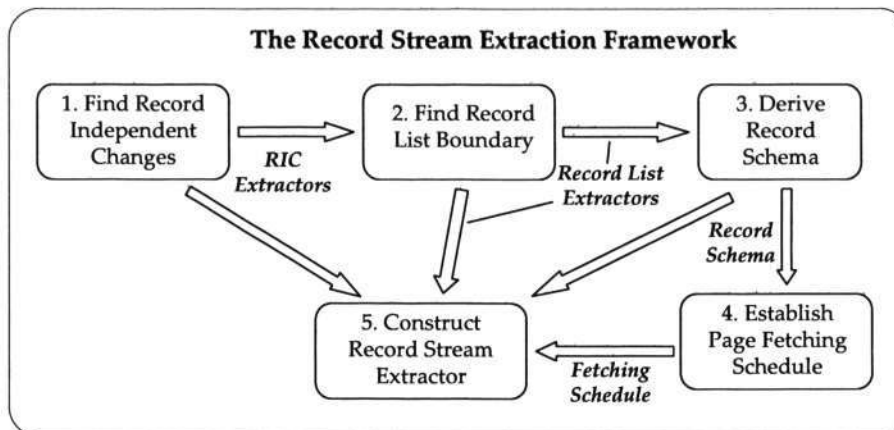 The Record Stream Extraction Framework
1. Find Record
Independent
Changes
RIC
Extractors
2. Find Record
List Boundary
Record List
Extractors
3. Derive
Record
Schema
Record
Schema
4. Establish
Page Fetching
Schedule
Fetching
Schedule
5. Construct
Record Stream
Extractor